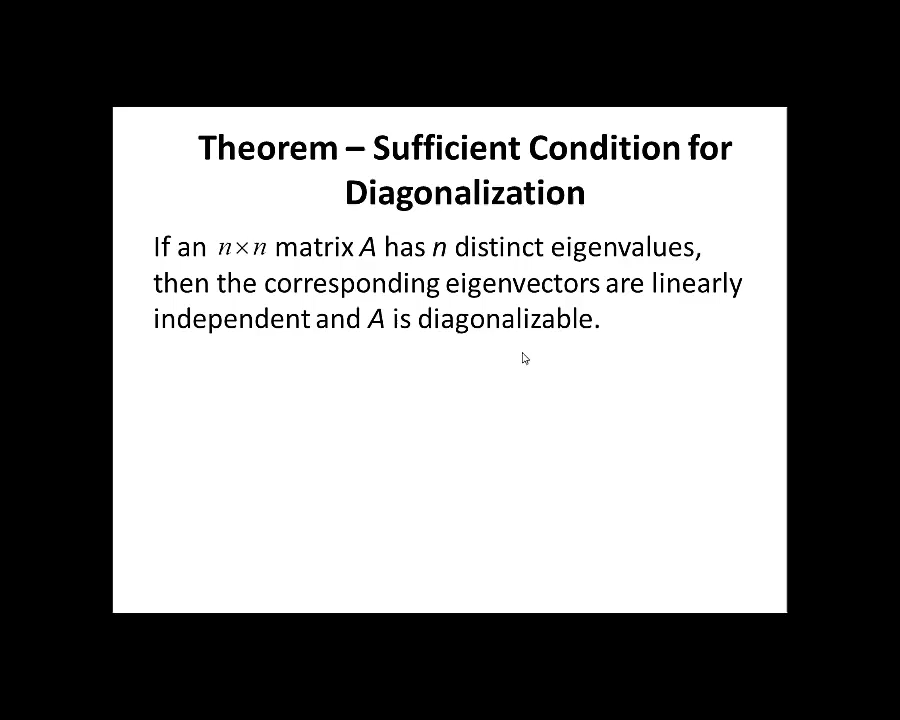 Theorem – Sufficient Condition for
Diagonalization
If an n×n matrix A has n distinct eigenvalues,
then the corresponding eigenvectors are linearly
independent and A is diagonalizable.